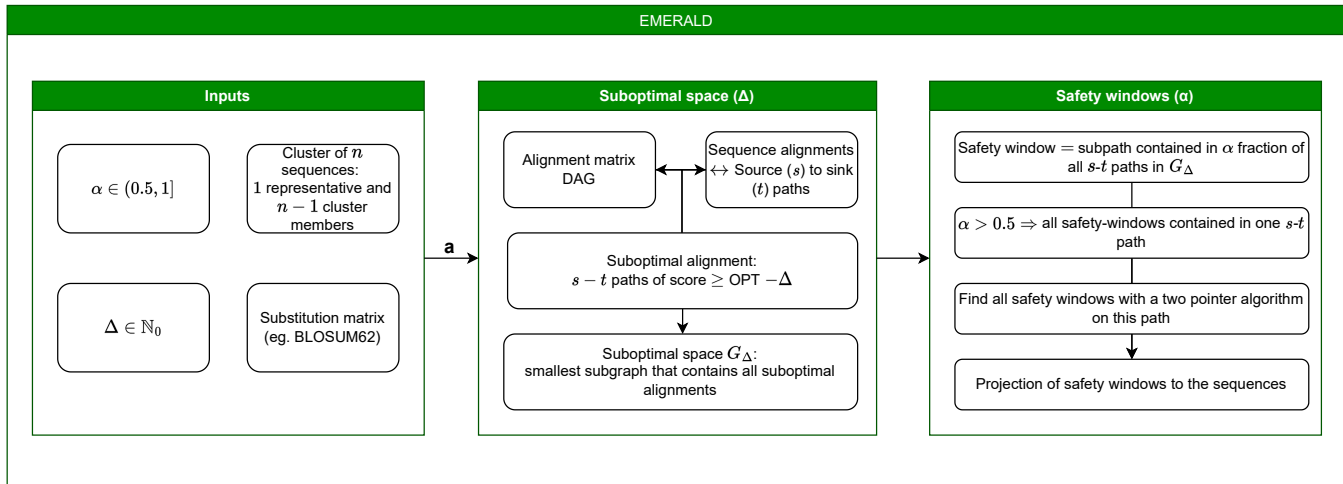 EMERALD
Inputs
α ∈ (0.5, 1]
Cluster of n
sequences:
1 representative and
n − 1 cluster
members
Δ ∈ ℕ₀
Substitution matrix
(eg. BLOSUM62)
a
Suboptimal space (Δ)
Alignment matrix
DAG
Sequence alignments
↔ Source (s) to sink
(t) paths
Suboptimal alignment:
s − t paths of score ≥ OPT −Δ
Suboptimal space G_Δ:
smallest subgraph that contains all suboptimal
alignments
Safety windows (α)
Safety window = subpath contained in α fraction of
all s-t paths in G_Δ
α > 0.5 ⇒ all safety-windows contained in one s-t
path
Find all safety windows with a two pointer algorithm
on this path
Projection of safety windows to the sequences